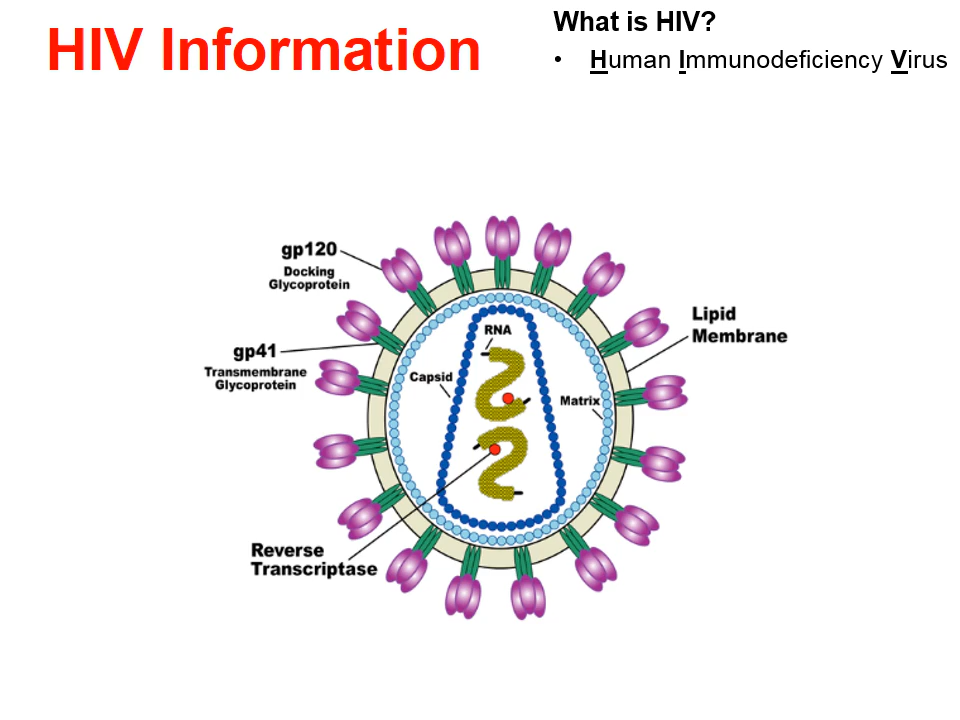 HIV Information
What is HIV?
• Human Immunodeficiency Virus
gp120
Docking
Glycoprotein
gp41
Transmembrane
Glycoprotein
RNA
Capsid
Matrix
Lipid
Membrane
Reverse
Transcriptase